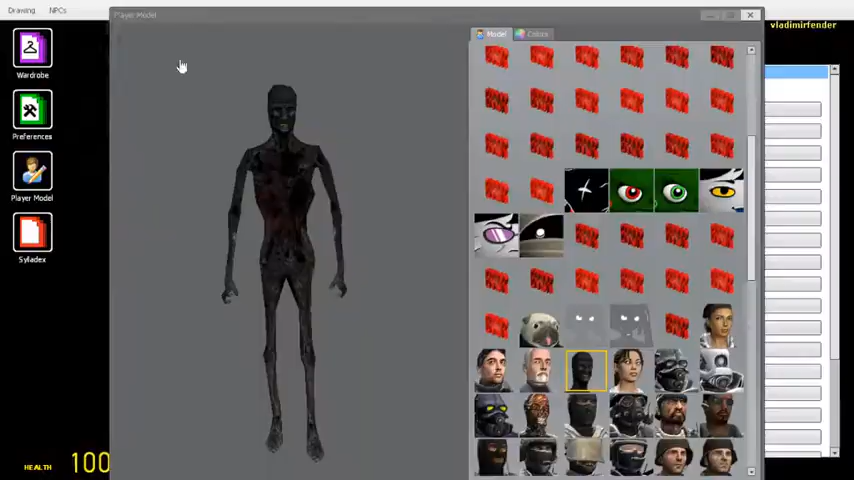 Drawing NPCs
Player Model
vladimirfender
Model Colors
Wardrobe
Preferences
Player Model
Sylladex
HEALTH 100